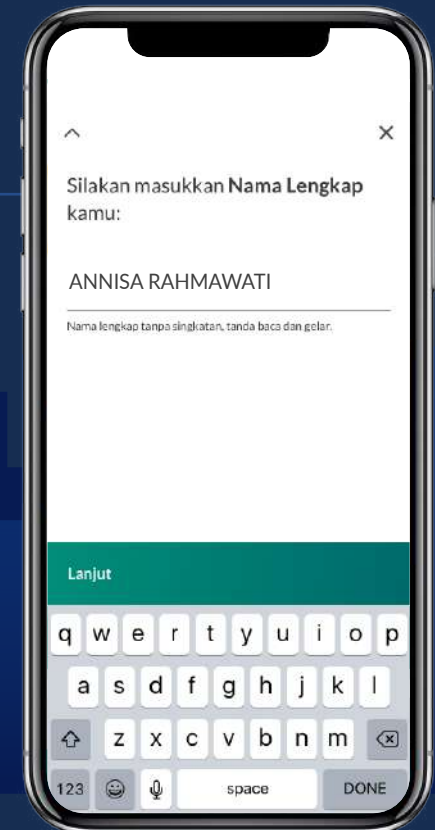 Silakan masukkan Nama Lengkap
kamu:
ANNISA RAHMAWATI
Nama lengkap tanpa singkatan, tanda baca dan gelar.
Lanjut
q w e r t y u i o p
a s d f g h j k l
z x c v b n m
123 space DONE